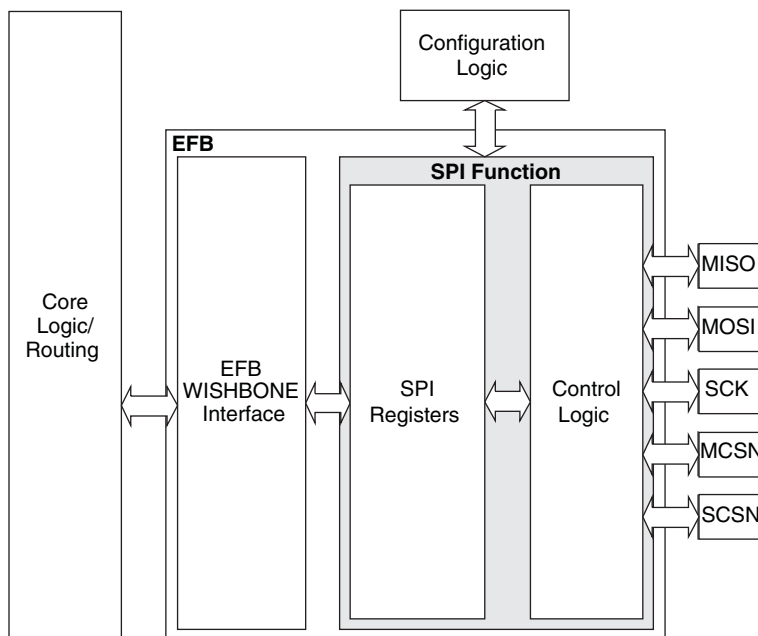 Configuration
Logic
EFB
SPI Function
Core
Logic/
Routing
EFB
WISHBONE
Interface
SPI
Registers
Control
Logic
MISO
MOSI
SCK
MCSN
SCSN